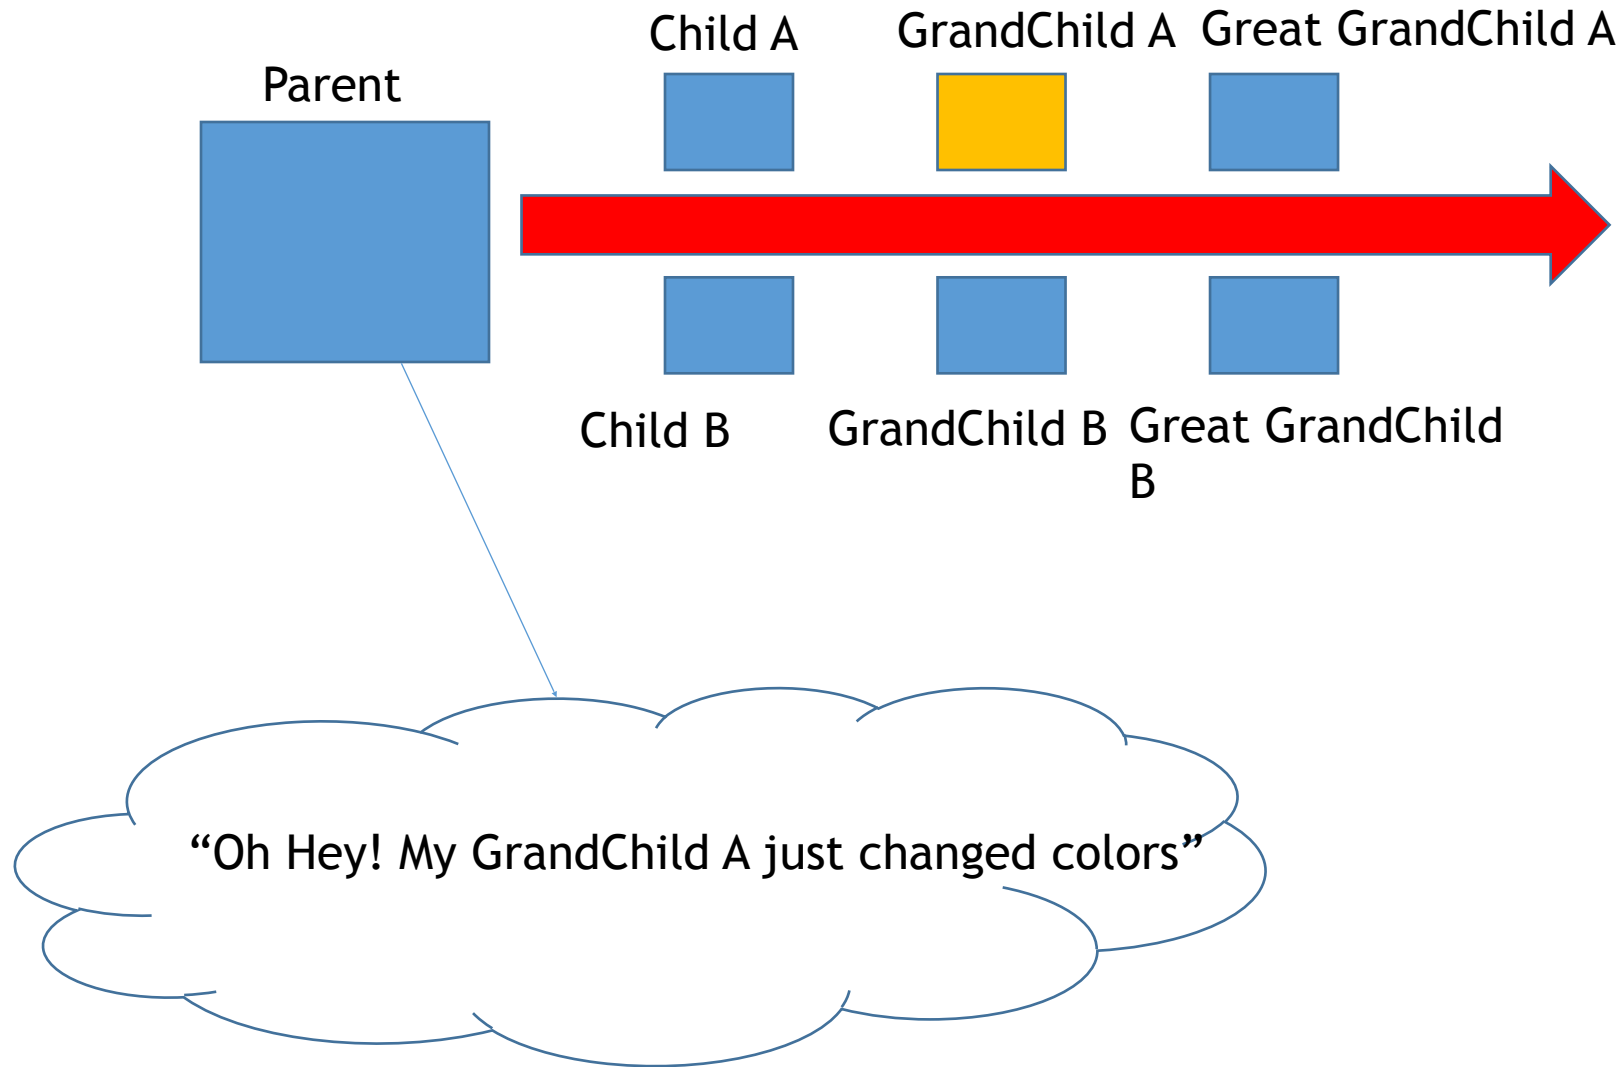 Child A
GrandChild A
Great GrandChild A
Parent
Child B
GrandChild B
Great GrandChild
B
“Oh Hey! My GrandChild A just changed colors”